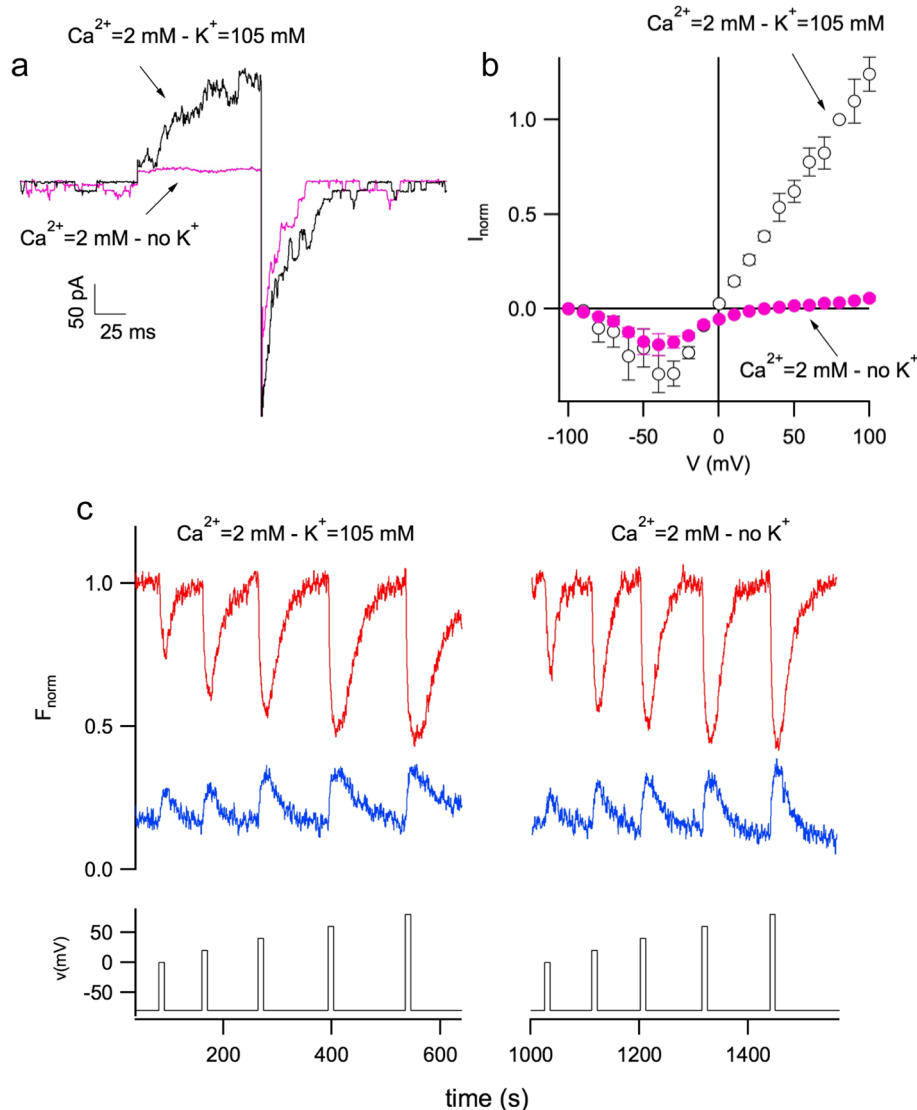 a
Ca²⁺=2 mM - K⁺=105 mM
Ca²⁺=2 mM - no K⁺
50 pA
25 ms
b
Ca²⁺=2 mM - K⁺=105 mM
I_norm
1.0
0.5
0.0
Ca²⁺=2 mM - no K⁺
-100 -50 0 50 100
V (mV)
c
Ca²⁺=2 mM - K⁺=105 mM Ca²⁺=2 mM - no K⁺
F_norm
1.0
0.5
0.0
v(mV)
50
0
-50
200 400 600 1000 1200 1400
time (s)